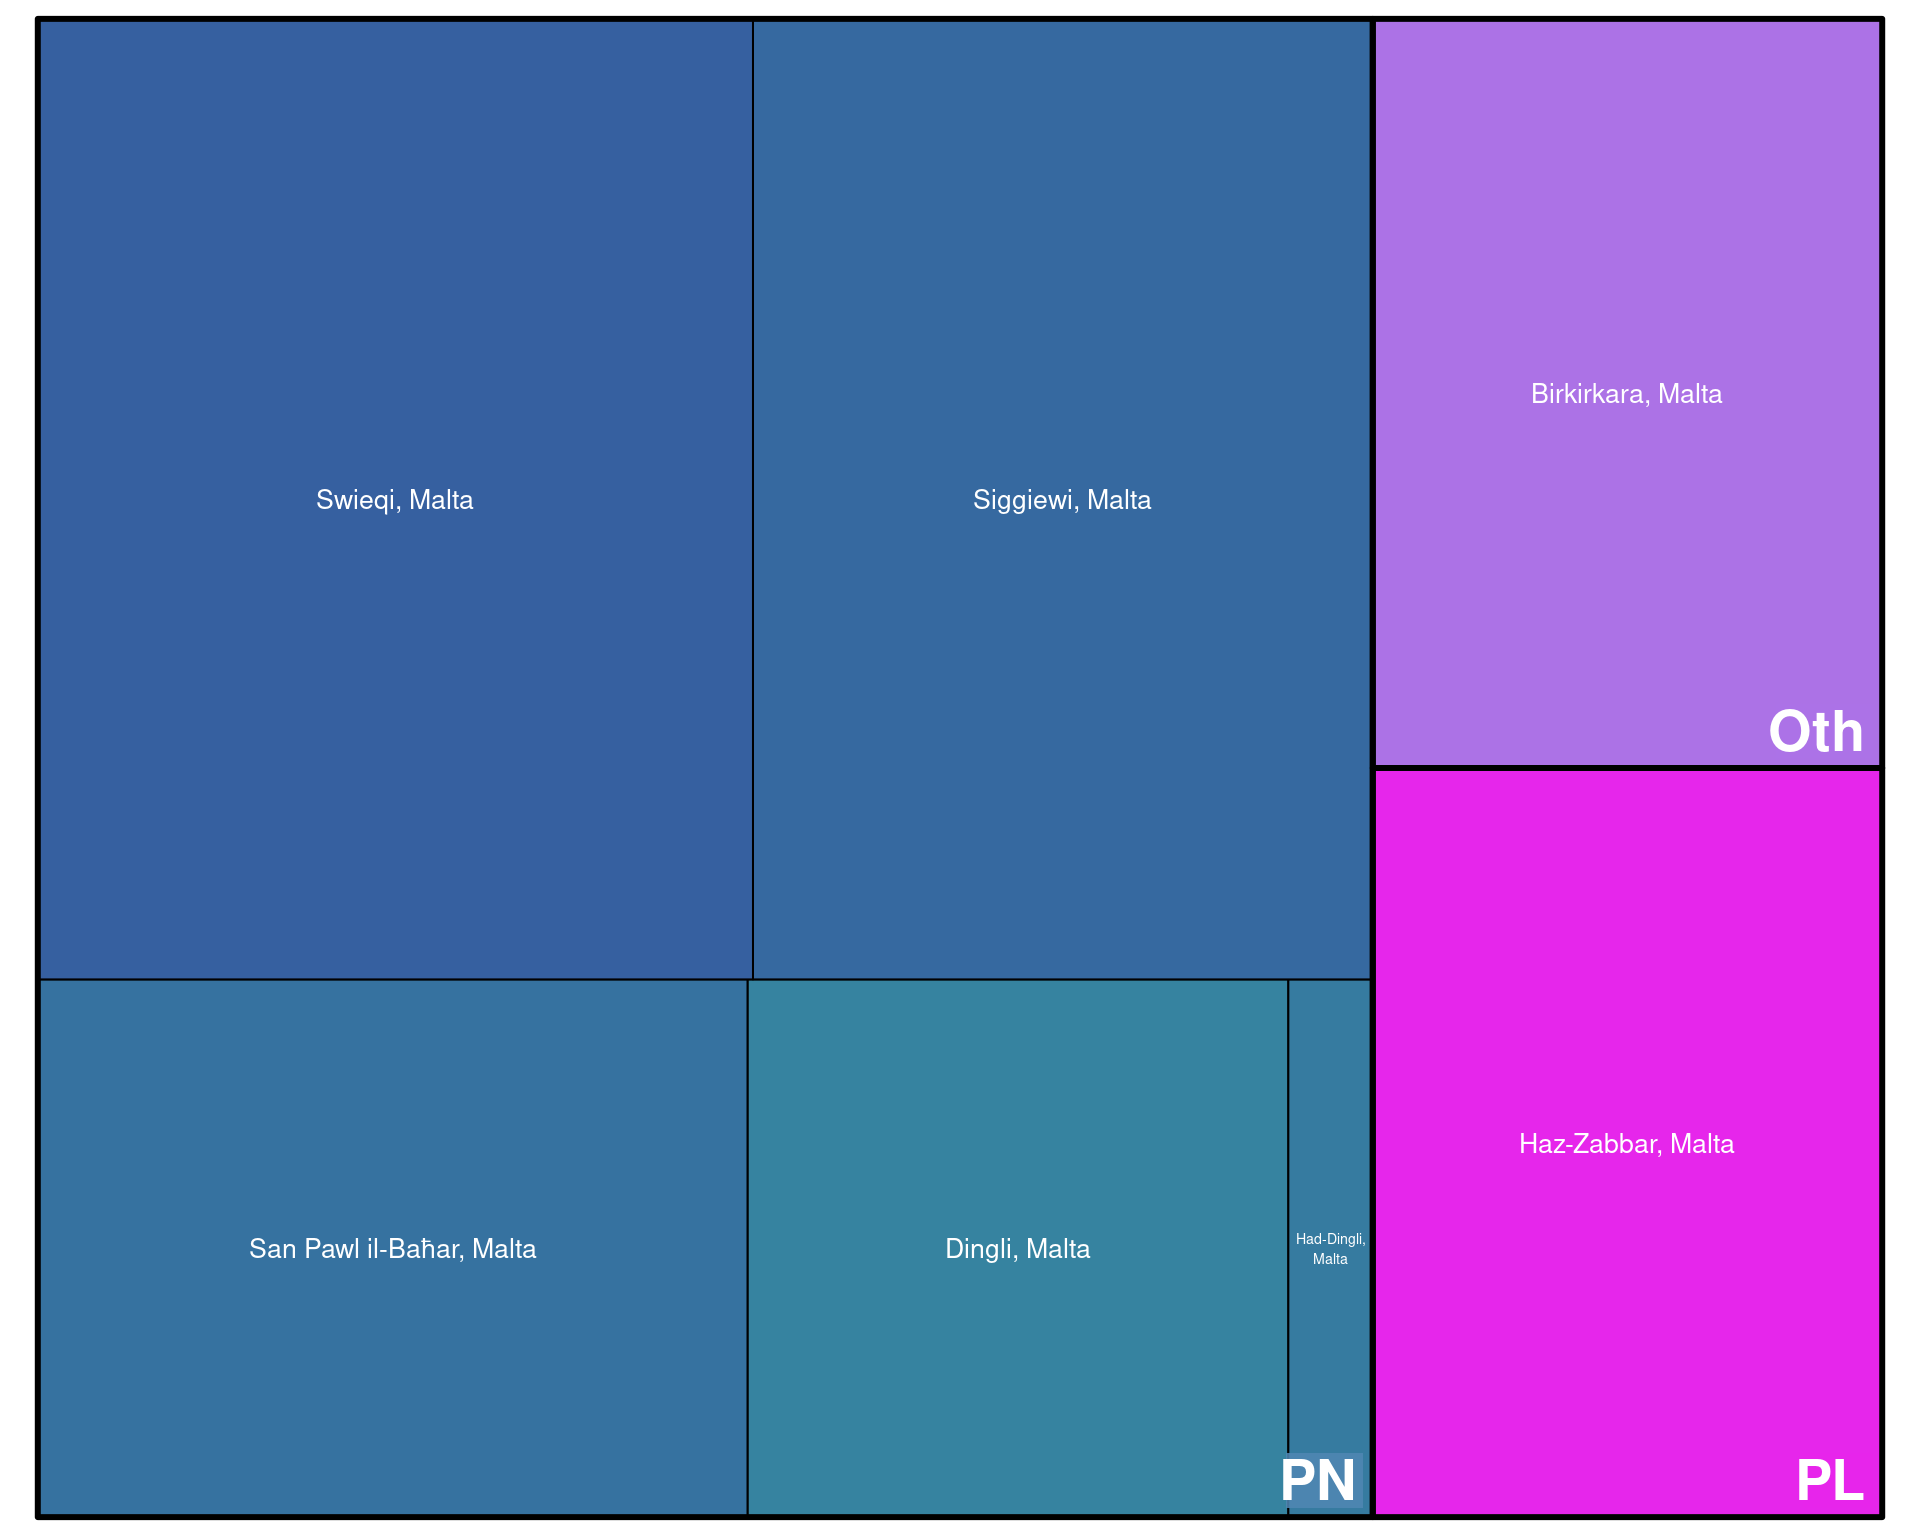 Swieqi, Malta
Siggiewi, Malta
Birkirkara, Malta
Oth
San Pawl il-Baħar, Malta
Dingli, Malta
Had-Dingli,
Malta
PN
Haz-Zabbar, Malta
PL